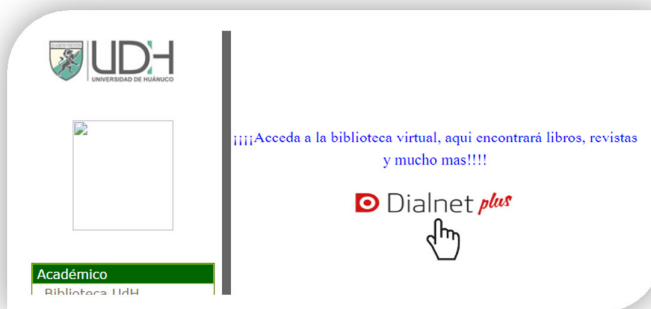 UDH
UNIVERSIDAD DE HUÁNUCO
¡¡¡¡Acceda a la biblioteca virtual, aqui encontrará libros, revistas
y mucho mas!!!!
Dialnet plus
Académico
Biblioteca UdH